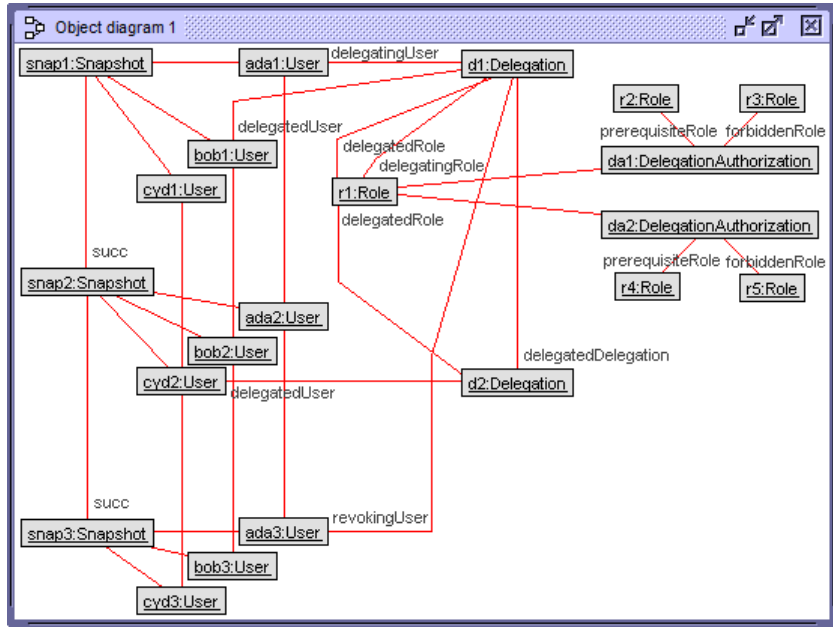 Object diagram 1
snap1:Snapshot
ada1:User
delegatingUser
d1:Delegation
r2:Role
r3:Role
delegatedUser
prerequisiteRole
forbiddenRole
bob1:User
delegatedRole
da1:DelegationAuthorization
delegatingRole
cyd1:User
r1:Role
delegatedRole
da2:DelegationAuthorization
succ
prerequisiteRole
forbiddenRole
snap2:Snapshot
r4:Role
r5:Role
ada2:User
bob2:User
delegatedDelegation
cyd2:User
delegatedUser
d2:Delegation
succ
revokingUser
snap3:Snapshot
ada3:User
bob3:User
cyd3:User